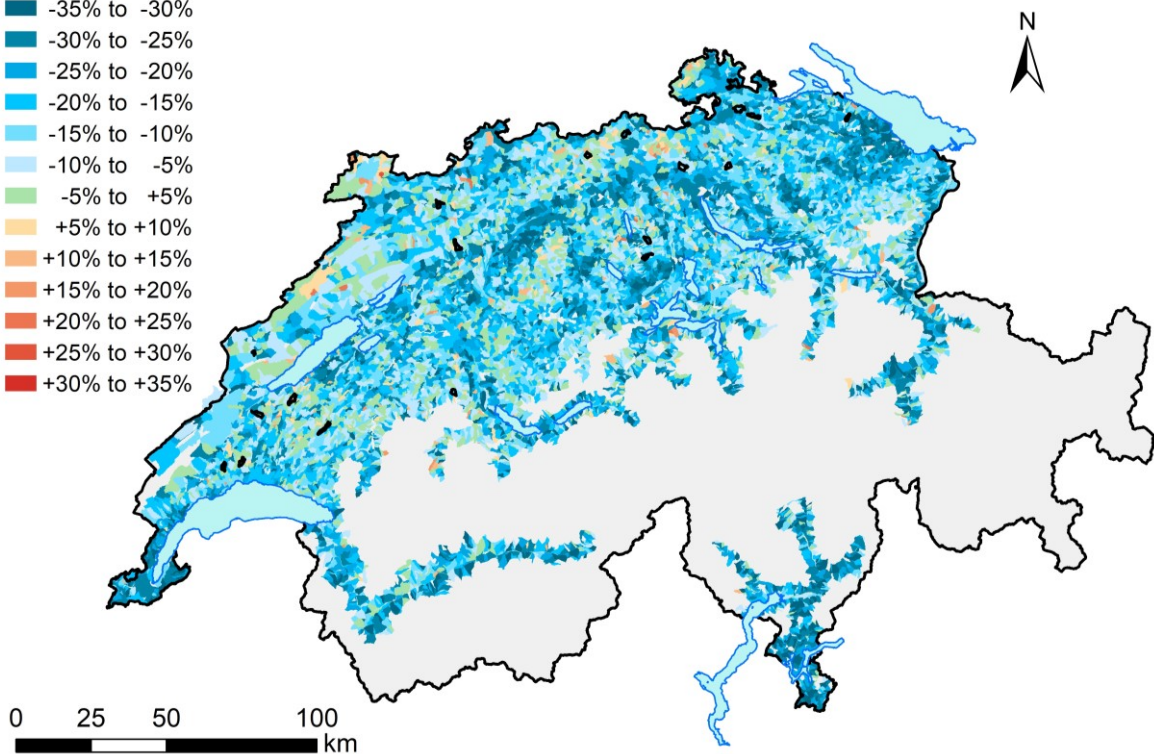 -35% to -30%
-30% to -25%
-25% to -20%
-20% to -15%
-15% to -10%
-10% to -5%
-5% to +5%
+5% to +10%
+10% to +15%
+15% to +20%
+20% to +25%
+25% to +30%
+30% to +35%
N
0 25 50 100
km